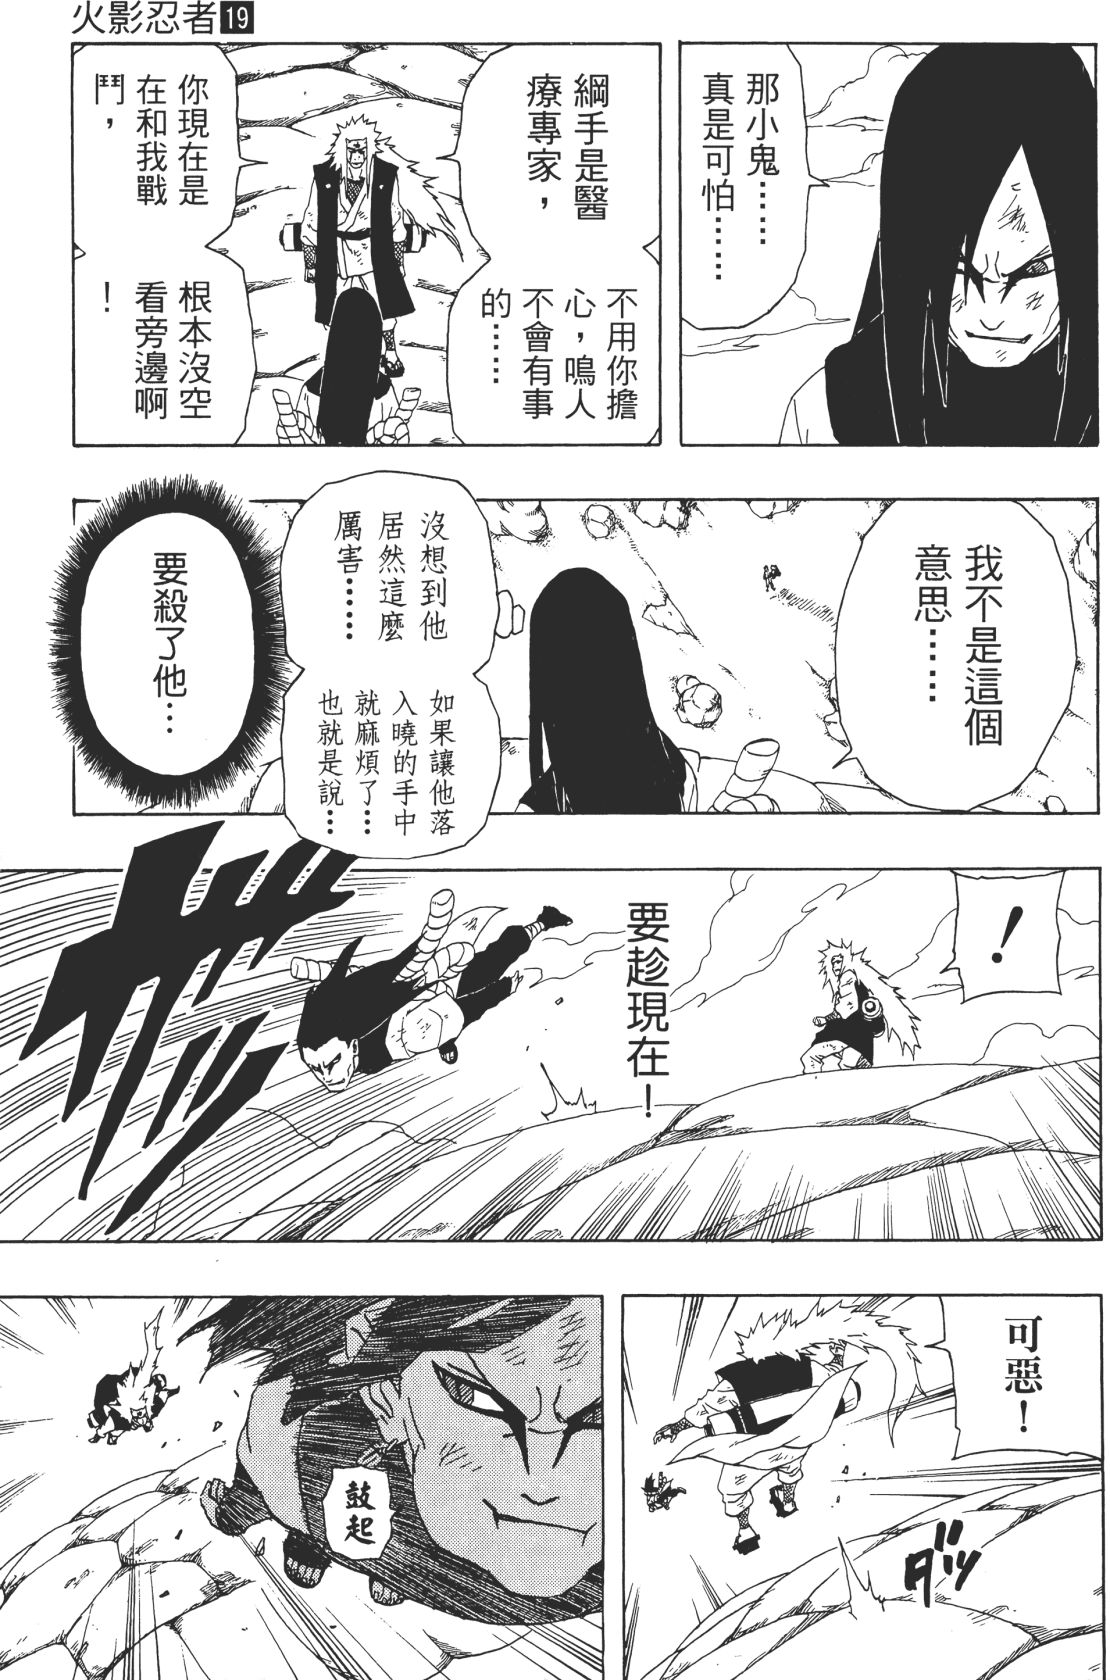 火影忍者19
那小鬼……
真是可怕……
綱手是醫
療專家，
不用你擔
心，鳴人
不會有事
的……
你現在是
在和我戰
鬥，
根本沒空
看旁邊啊
！
我不是這個
意思……
沒想到他
居然這麼
厲害……
如果讓他落
入曉的手中
就麻煩了…
也就是說…
要殺了他…
！
要趁現在！
ザザッ
可惡！
ダッ
鼓起